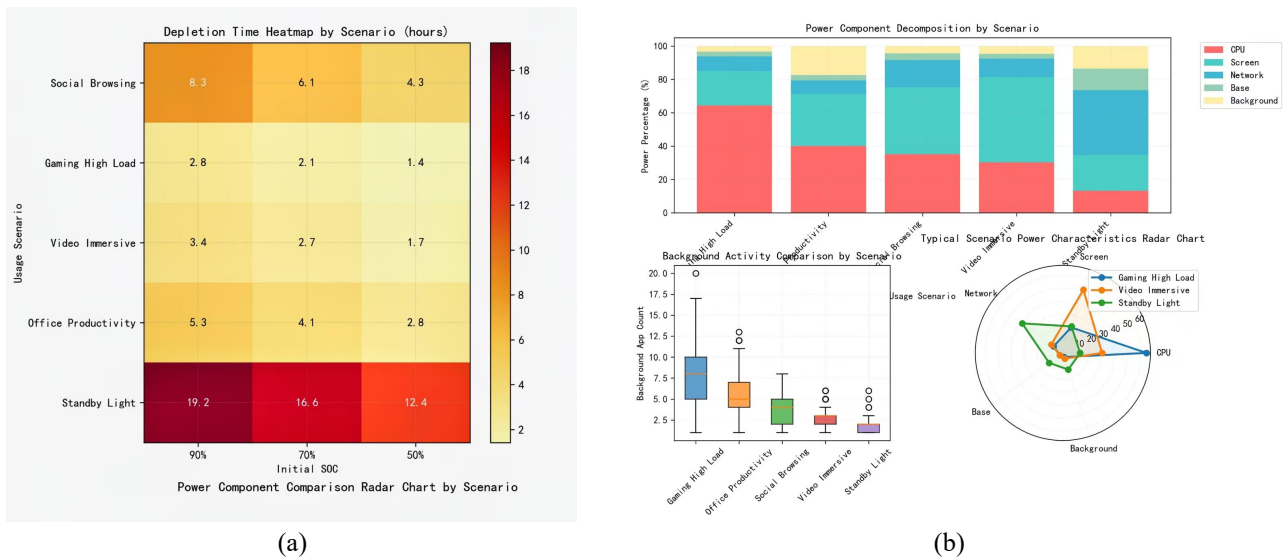 Depletion Time Heatmap by Scenario (hours)
Usage Scenario
Social Browsing
8.3
6.1
4.3
Gaming High Load
2.8
2.1
1.4
Video Immersive
3.4
2.7
1.7
Office Productivity
5.3
4.1
2.8
Standby Light
19.2
16.6
12.4
90%
70%
50%
Initial SOC
18
16
14
12
10
8
6
4
2
Power Component Comparison Radar Chart by Scenario
(a)
Power Component Decomposition by Scenario
Power Percentage (%)
100
80
60
40
20
0
CPU
Screen
Network
Base
Background
High Load
Productivity
Browsing
Video Immersive
Standby Light
Usage Scenario
Background Activity Comparison by Scenario
Background App Count
20.0
17.5
15.0
12.5
10.0
7.5
5.0
2.5
Gaming High Load
Office Productivity
Social Browsing
Video Immersive
Standby Light
Typical Scenario Power Characteristics Radar Chart
Gaming High Load
Video Immersive
Standby Light
Screen
Network
CPU
Base
Background
10
20
30
40
50
60
(b)